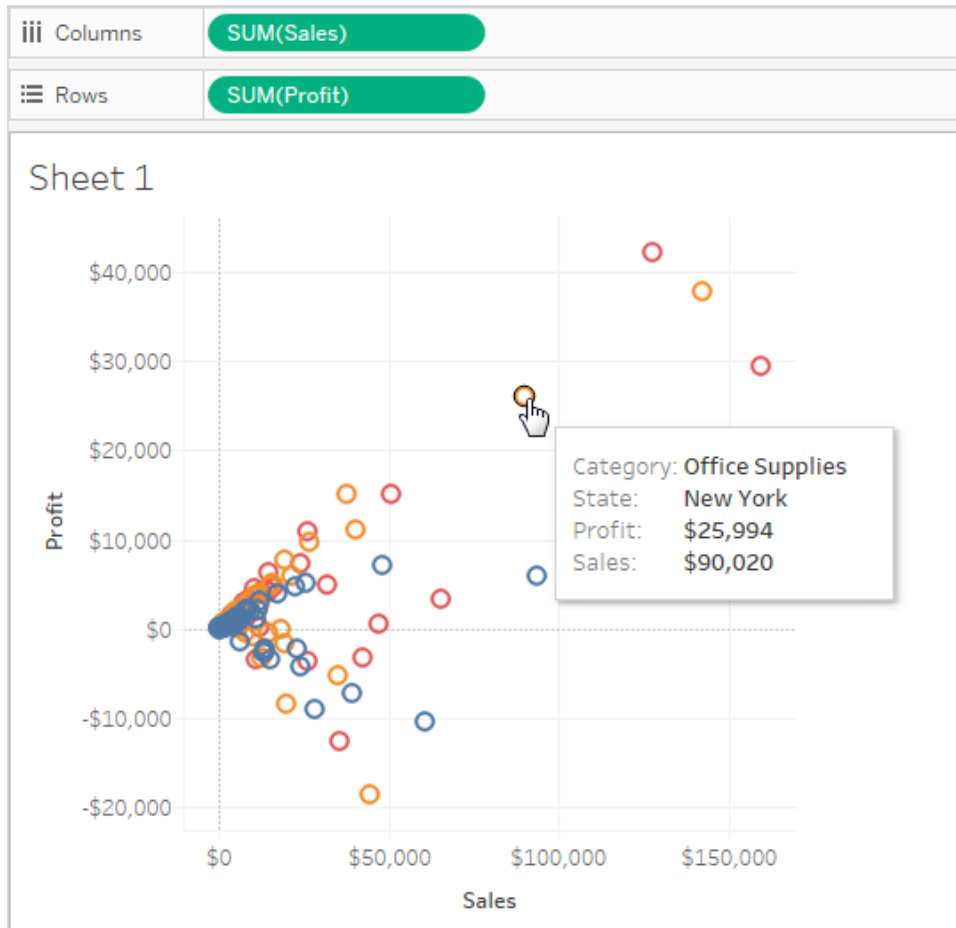 Columns SUM(Sales)
Rows SUM(Profit)
Sheet 1
$40,000
$30,000
$20,000
$10,000
$0
-$10,000
-$20,000
Profit
Category: Office Supplies
State: New York
Profit: $25,994
Sales: $90,020
$0 $50,000 $100,000 $150,000
Sales